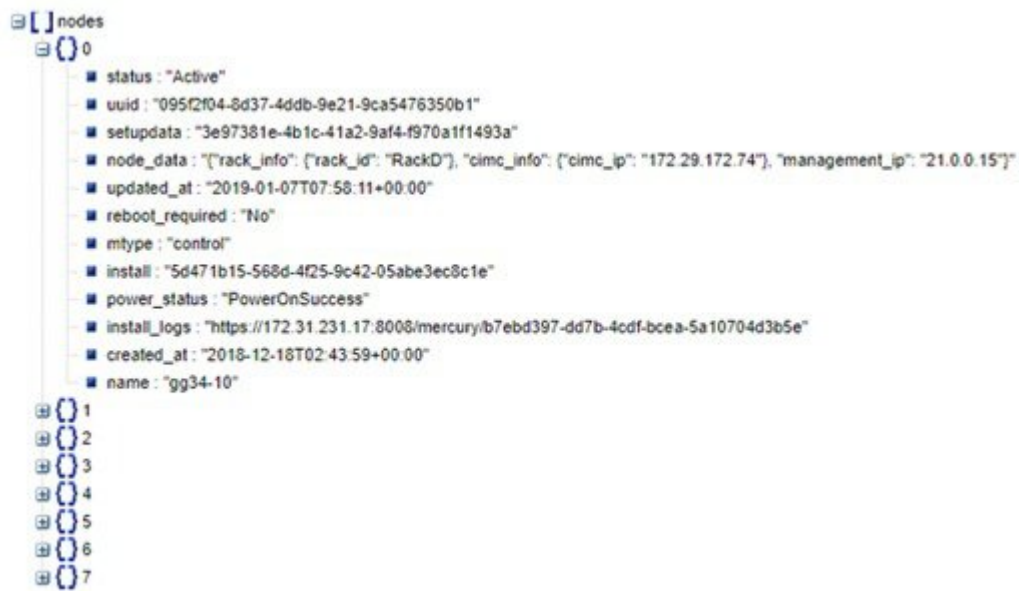 [ ] nodes
{} 0
status : "Active"
uuid : "095f2f04-8d37-4ddb-9e21-9ca5476350b1"
setupdata : "3e97381e-4b1c-41a2-9af4-f970a1f1493a"
node_data : "{"rack_info": {"rack_id": "RackD"}, "cimc_info": {"cimc_ip": "172.29.172.74"}, "management_ip": "21.0.0.15"}"
updated_at : "2019-01-07T07:58:11+00:00"
reboot_required : "No"
mtype : "control"
install : "5d471b15-568d-4f25-9c42-05abe3ec8c1e"
power_status : "PowerOnSuccess"
install_logs : "https://172.31.231.17:8008/mercury/b7ebd397-dd7b-4cdf-bcea-5a10704d3b5e"
created_at : "2018-12-18T02:43:59+00:00"
name : "gg34-10"
{} 1
{} 2
{} 3
{} 4
{} 5
{} 6
{} 7